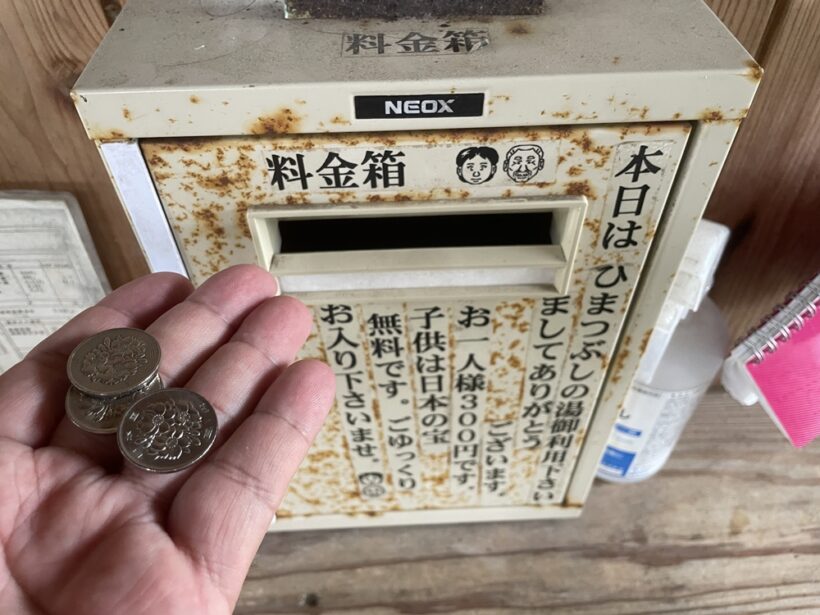 料金箱
NEOX
料金箱
本日は
ひまつぶしの湯御利用下さい
ましてありがとう
ございます。
お一人様300円です。
子供は日本の宝
無料です。ごゆっくり
お入り下さいませ。